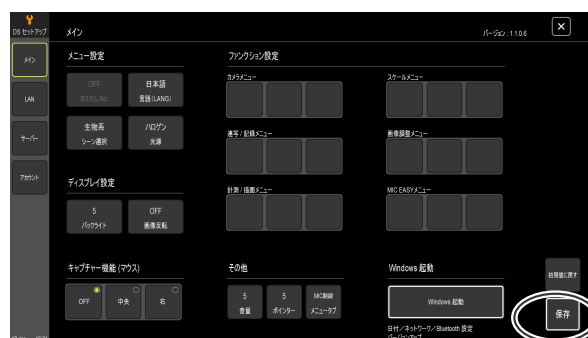 DS セットアップ
メイン
バージョン : 1.1.0.6
メイン
LAN
サーバー
アカウント
メニュー設定
OFF
カスタム No
日本語
言語(LANG)
生物系
シーン選択
ハロゲン
光源
ディスプレイ設定
5
バックライト
OFF
画像反転
キャプチャー機能 (マウス)
OFF
中央
右
ファンクション設定
カメラメニュー
スケールメニュー
連写 / 記録メニュー
画像調整メニュー
計測 / 描画メニュー
MIC EASYメニュー
その他
5
音量
5
ポインター
MIC制御
メニュータブ
Windows 起動
Windows 起動
日付／ネットワーク／Bluetooth 設定
バージョンアップ
初期値に戻す
保存